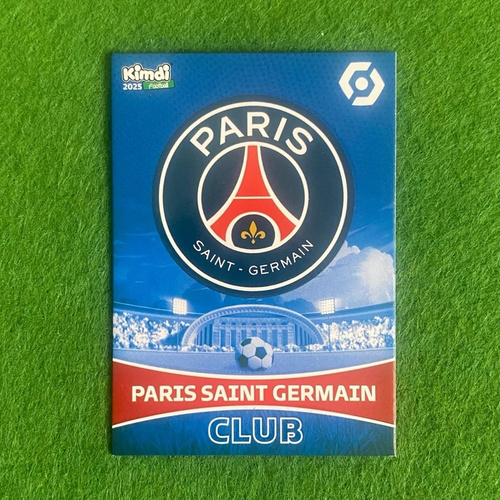 Kimdi
2025 Football
PARIS
SAINT-GERMAIN
PARIS SAINT GERMAIN
CLUB